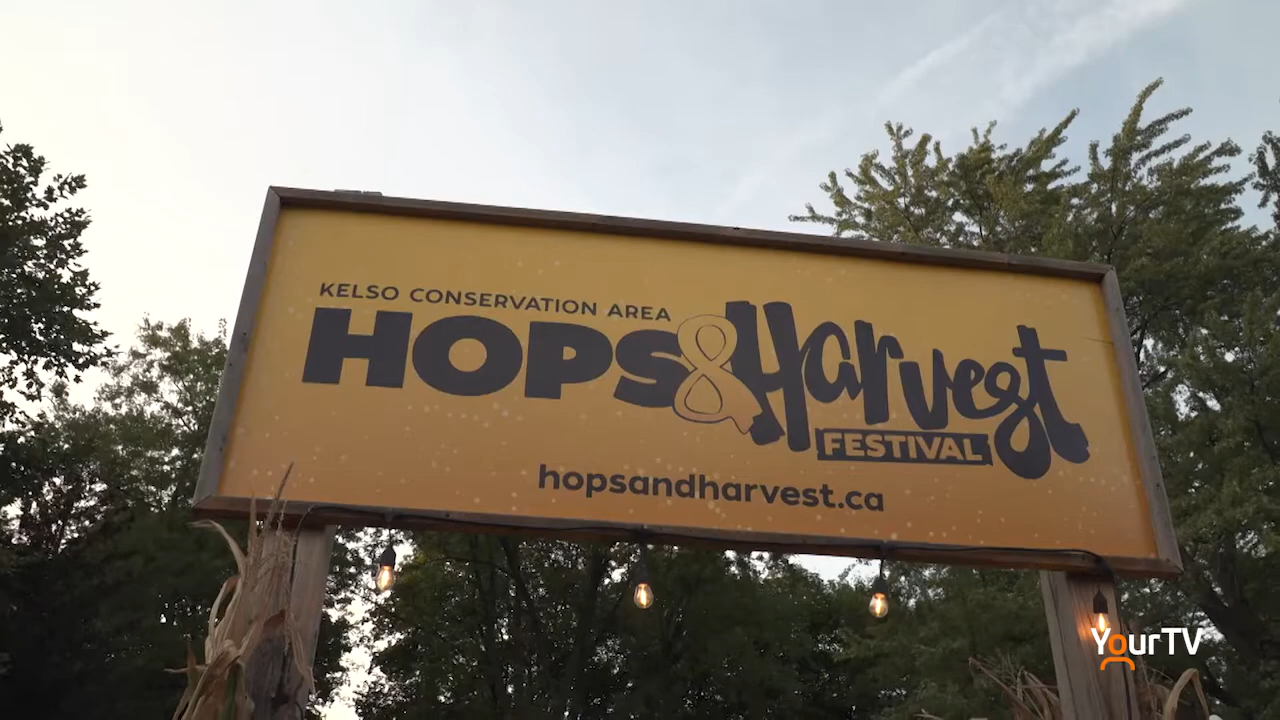 KELSO CONSERVATION AREA
HOPS & Harvest
FESTIVAL
hopsandharvest.ca
YourTV